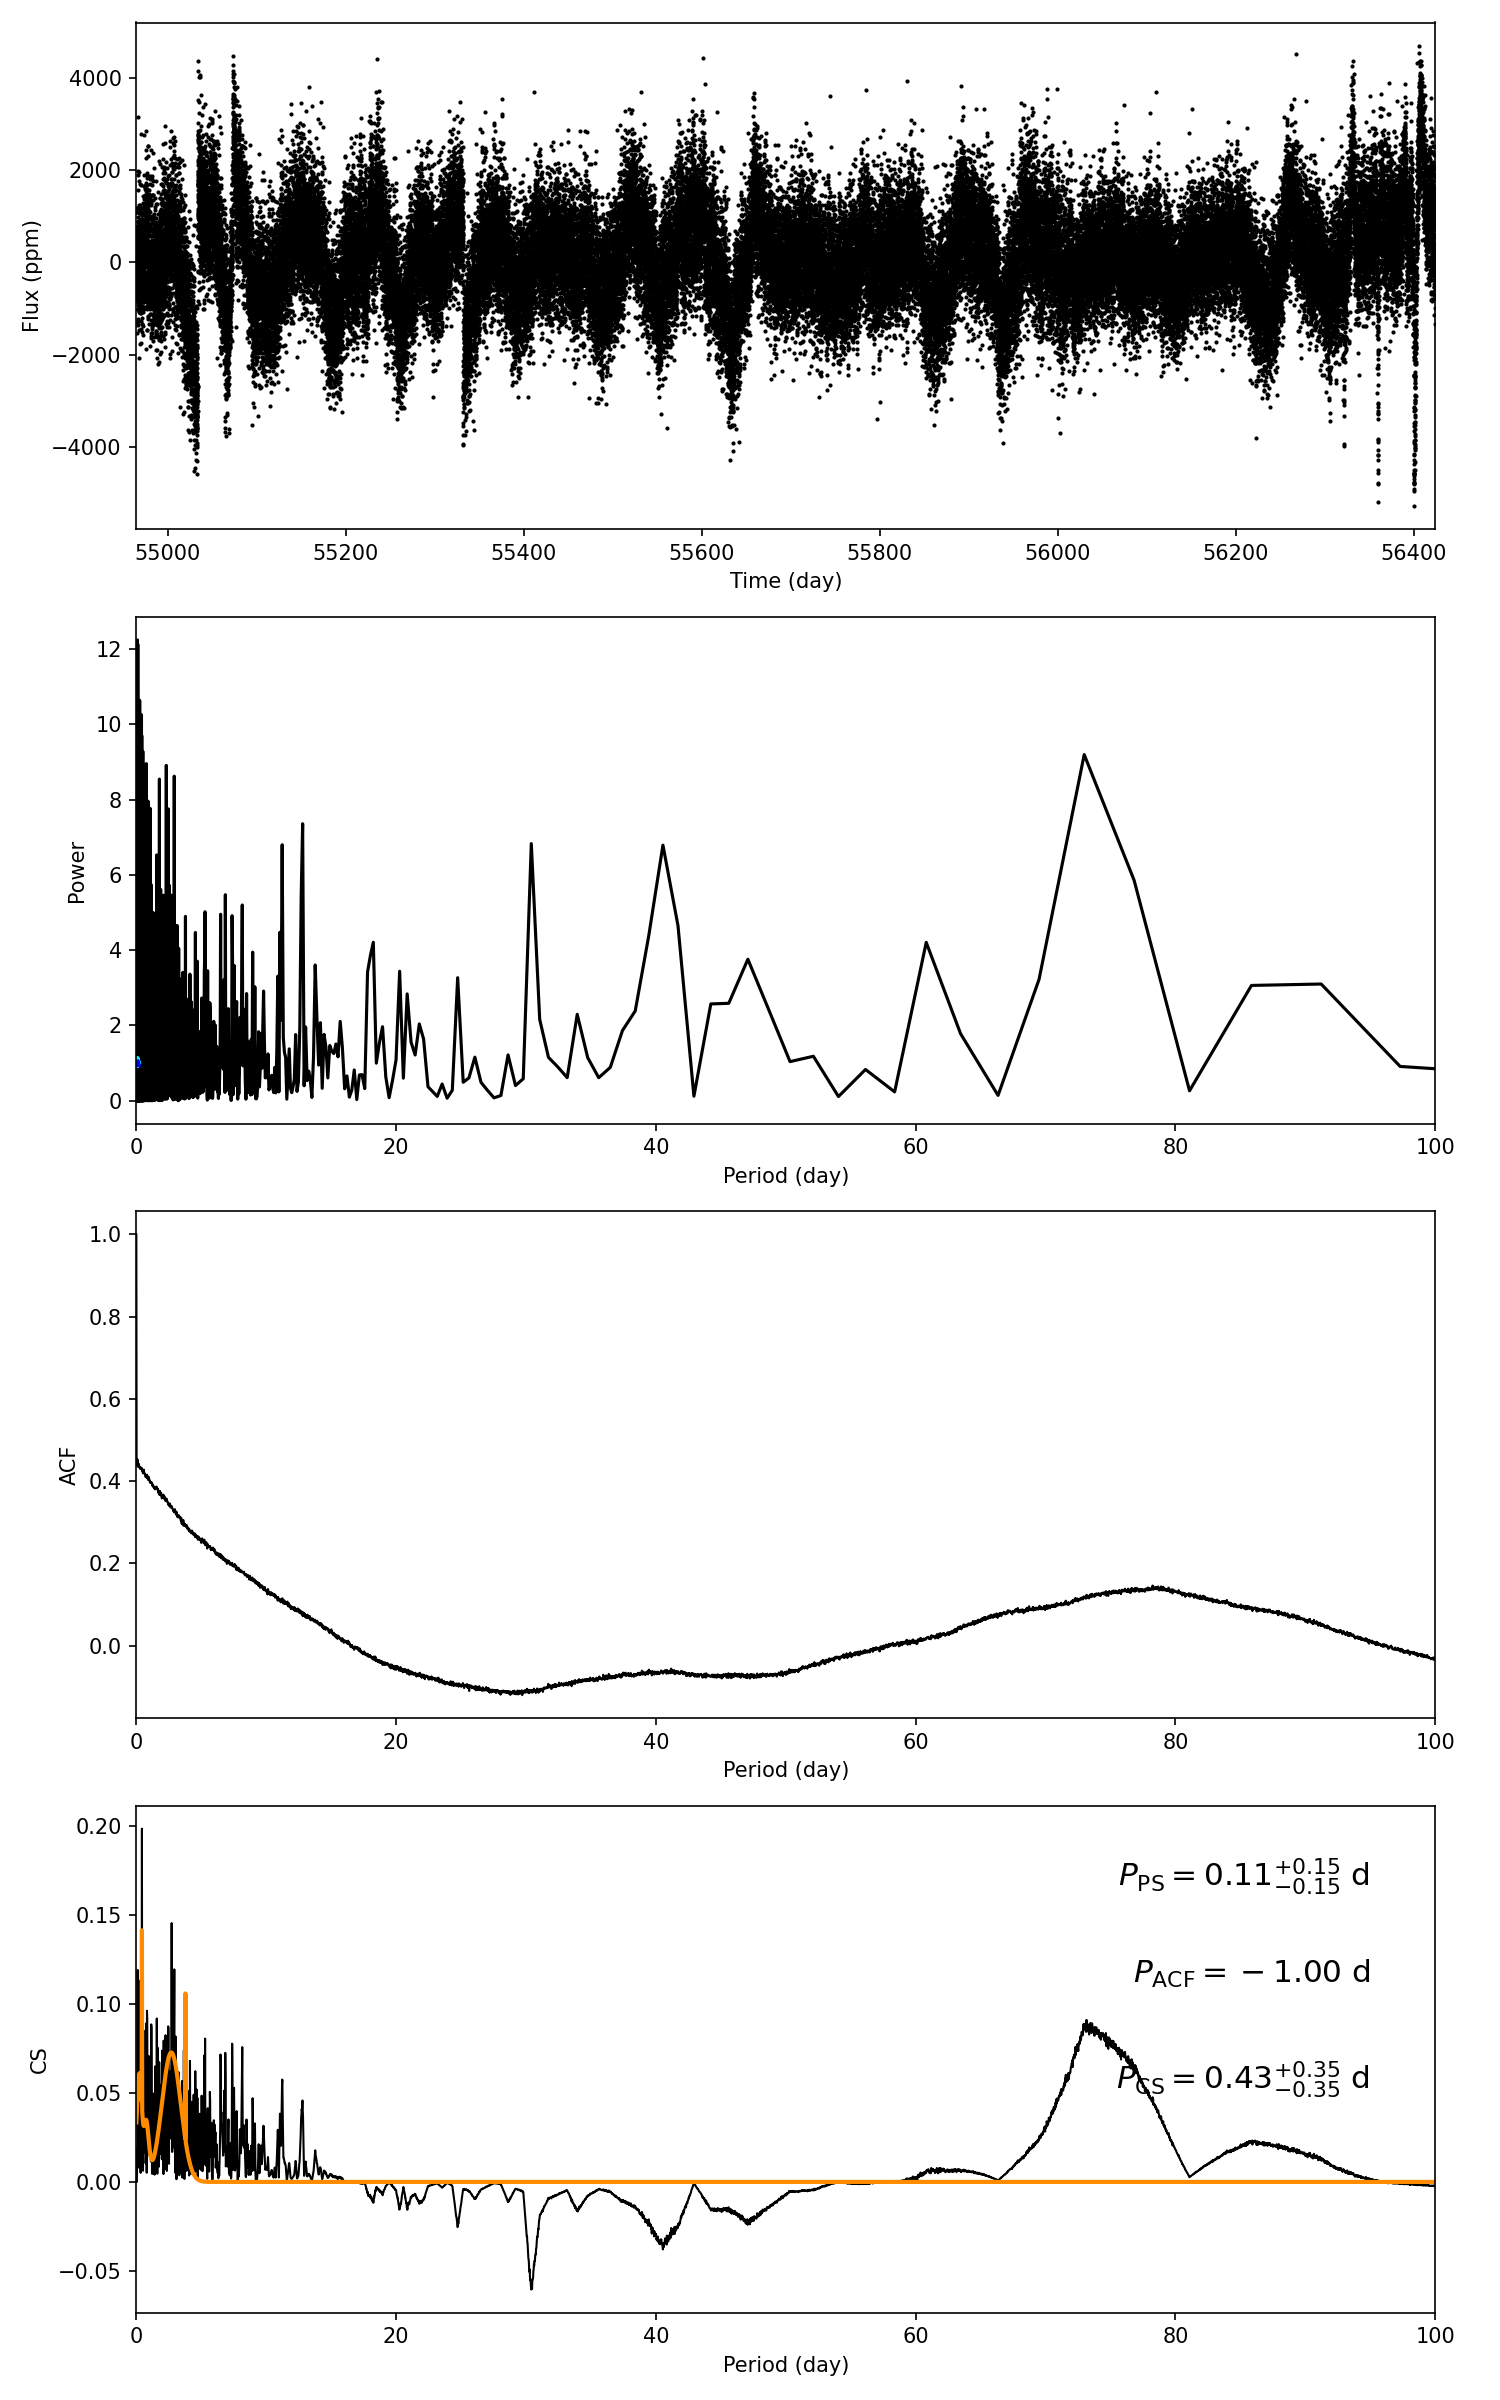 4000
2000
0
−2000
−4000
Flux (ppm)
55000 55200 55400 55600 55800 56000 56200 56400
Time (day)
12
10
8
6
4
2
0
Power
0 20 40 60 80 100
Period (day)
1.0
0.8
0.6
0.4
0.2
0.0
ACF
0 20 40 60 80 100
Period (day)
0.20
0.15
0.10
0.05
0.00
−0.05
CS
P_PS = 0.11 +0.15 −0.15 d
P_ACF = −1.00 d
P_CS = 0.43 +0.35 −0.35 d
0 20 40 60 80 100
Period (day)